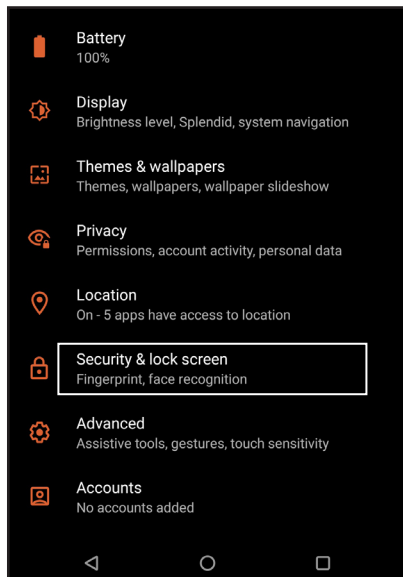 Battery
100%
Display
Brightness level, Splendid, system navigation
Themes & wallpapers
Themes, wallpapers, wallpaper slideshow
Privacy
Permissions, account activity, personal data
Location
On - 5 apps have access to location
Security & lock screen
Fingerprint, face recognition
Advanced
Assistive tools, gestures, touch sensitivity
Accounts
No accounts added